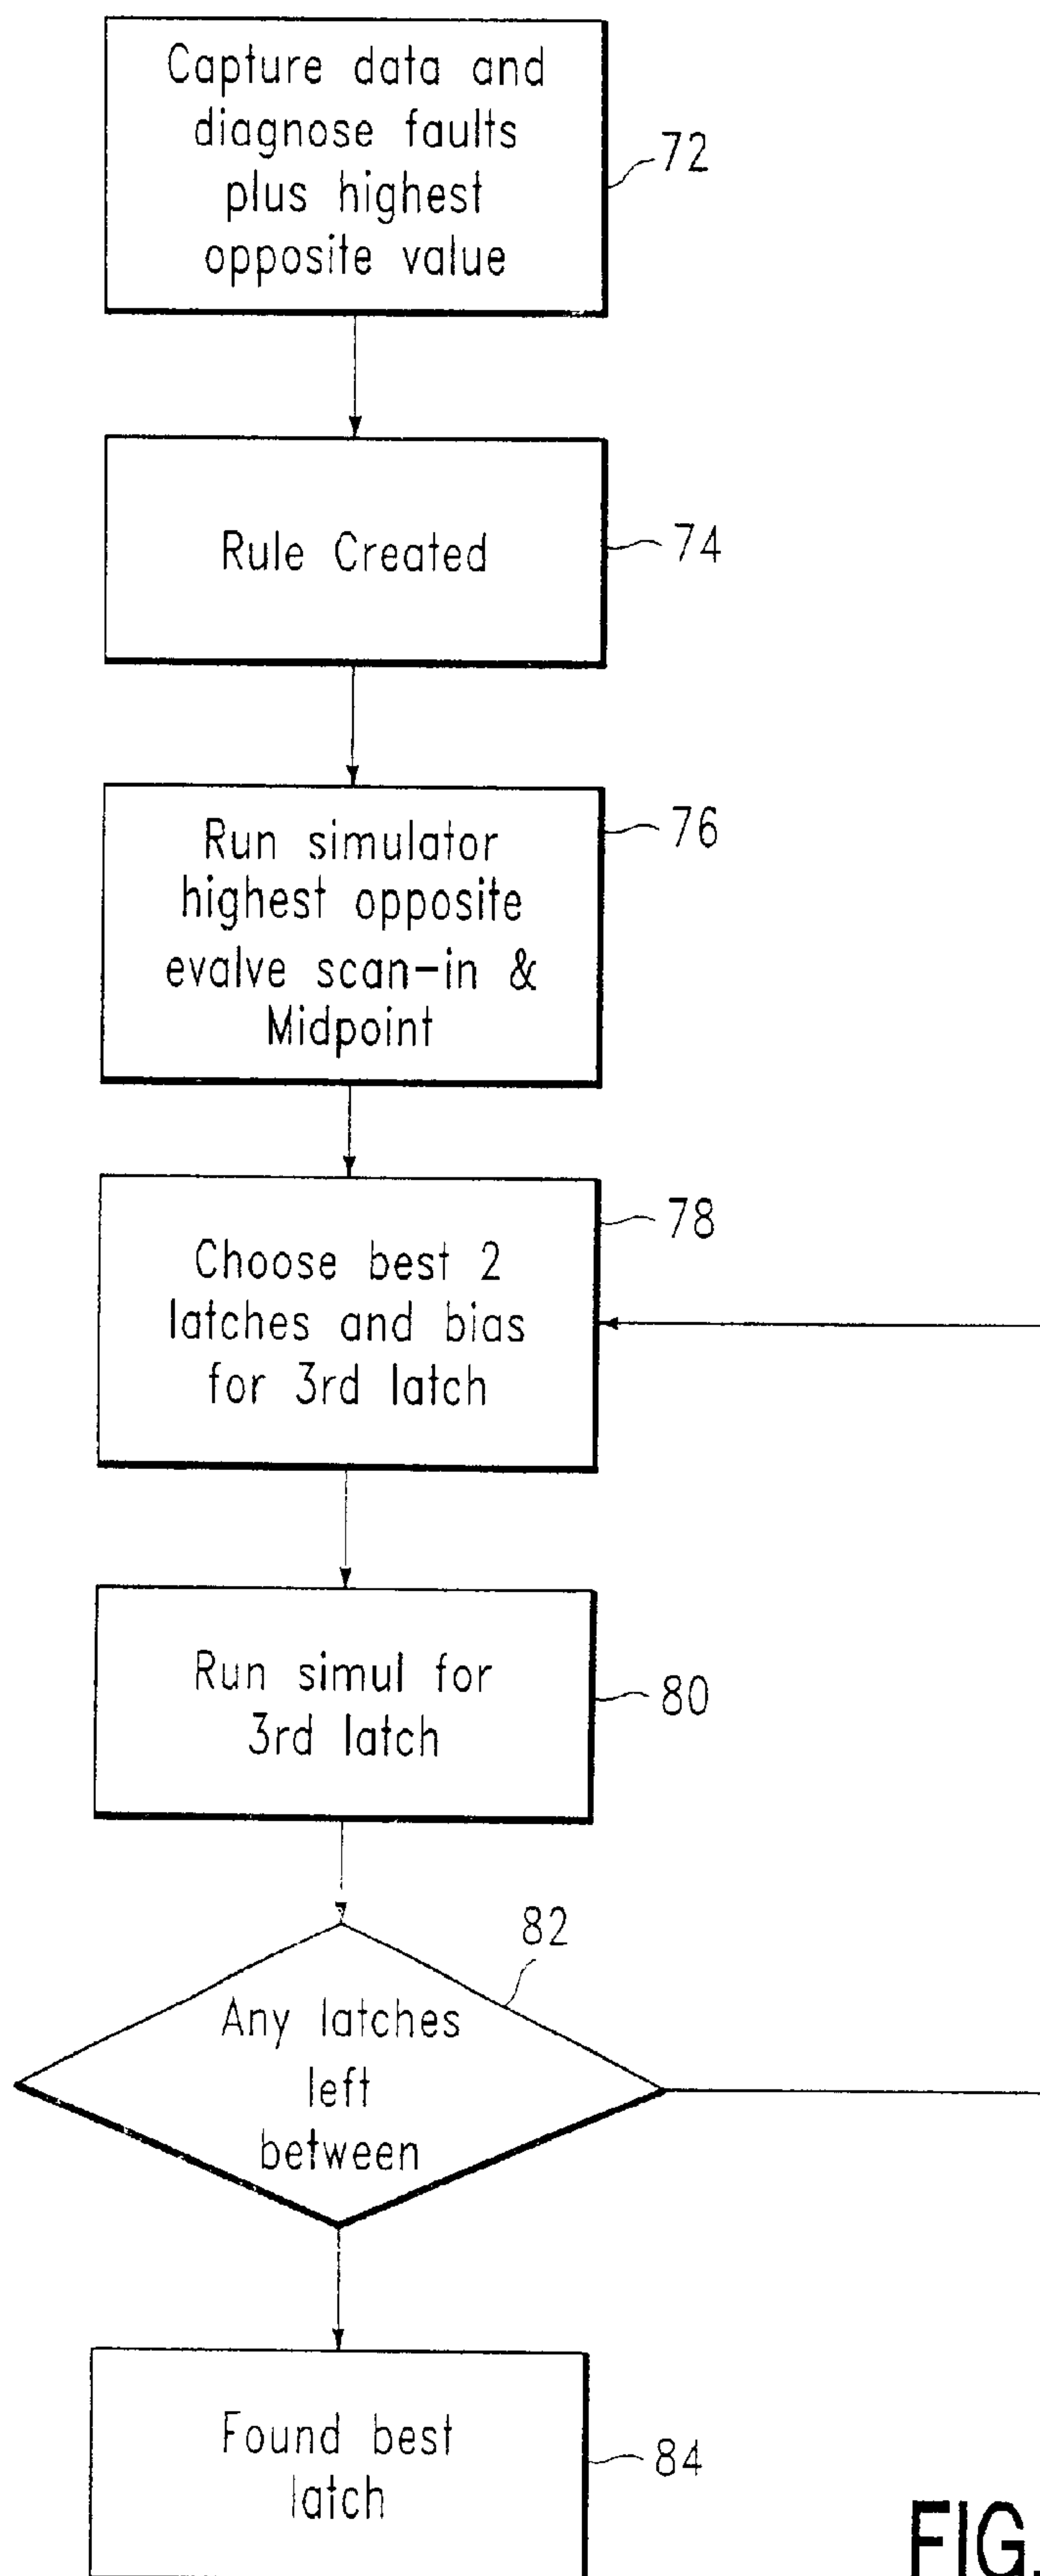 Capture data and
diagnose faults
plus highest
opposite value
72
Rule Created
74
Run simulator
highest opposite
evalve scan-in &
Midpoint
76
Choose best 2
latches and bias
for 3rd latch
78
Run simul for
3rd latch
80
Any latches
left
between
82
Found best
latch
84
FIG.